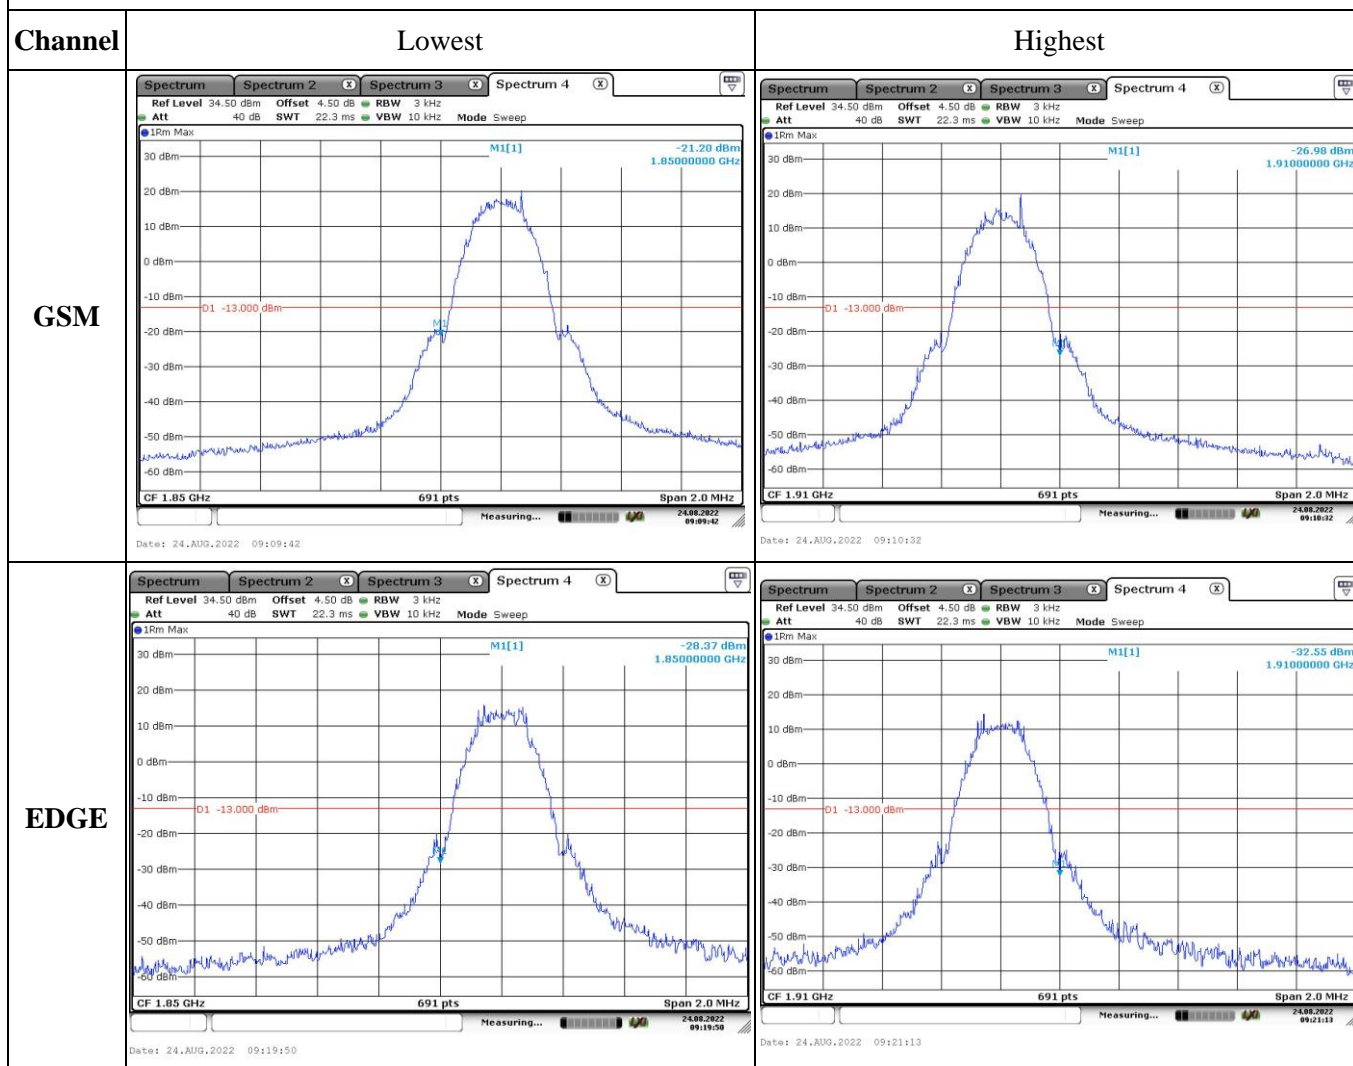 Channel Lowest Highest
GSM
Spectrum Spectrum 2 X Spectrum 3 X Spectrum 4 X
Ref Level 34.50 dBm Offset 4.50 dB RBW 3 kHz
Att 40 dB SWT 22.3 ms VBW 10 kHz Mode Sweep
1Rm Max
M1[1] -21.20 dBm
1.85000000 GHz
30 dBm
20 dBm
10 dBm
0 dBm
-10 dBm
D1 -13.000 dBm
M1
-20 dBm
-30 dBm
-40 dBm
-50 dBm
-60 dBm
CF 1.85 GHz 691 pts Span 2.0 MHz
Measuring... 24.08.2022
09:09:42
Date: 24.AUG.2022 09:09:42
Spectrum Spectrum 2 X Spectrum 3 X Spectrum 4 X
Ref Level 34.50 dBm Offset 4.50 dB RBW 3 kHz
Att 40 dB SWT 22.3 ms VBW 10 kHz Mode Sweep
1Rm Max
M1[1] -26.98 dBm
1.91000000 GHz
30 dBm
20 dBm
10 dBm
0 dBm
-10 dBm
D1 -13.000 dBm
-20 dBm
-30 dBm
-40 dBm
-50 dBm
-60 dBm
CF 1.91 GHz 691 pts Span 2.0 MHz
Measuring... 24.08.2022
09:10:32
Date: 24.AUG.2022 09:10:32
EDGE
Spectrum Spectrum 2 X Spectrum 3 X Spectrum 4 X
Ref Level 34.50 dBm Offset 4.50 dB RBW 3 kHz
Att 40 dB SWT 22.3 ms VBW 10 kHz Mode Sweep
1Rm Max
M1[1] -28.37 dBm
1.85000000 GHz
30 dBm
20 dBm
10 dBm
0 dBm
-10 dBm
D1 -13.000 dBm
-20 dBm
-30 dBm
-40 dBm
-50 dBm
-60 dBm
CF 1.85 GHz 691 pts Span 2.0 MHz
Measuring... 24.08.2022
09:19:50
Date: 24.AUG.2022 09:19:50
Spectrum Spectrum 2 X Spectrum 3 X Spectrum 4 X
Ref Level 34.50 dBm Offset 4.50 dB RBW 3 kHz
Att 40 dB SWT 22.3 ms VBW 10 kHz Mode Sweep
1Rm Max
M1[1] -32.55 dBm
1.91000000 GHz
30 dBm
20 dBm
10 dBm
0 dBm
-10 dBm
D1 -13.000 dBm
-20 dBm
-30 dBm
-40 dBm
-50 dBm
-60 dBm
CF 1.91 GHz 691 pts Span 2.0 MHz
Measuring... 24.08.2022
09:21:13
Date: 24.AUG.2022 09:21:13